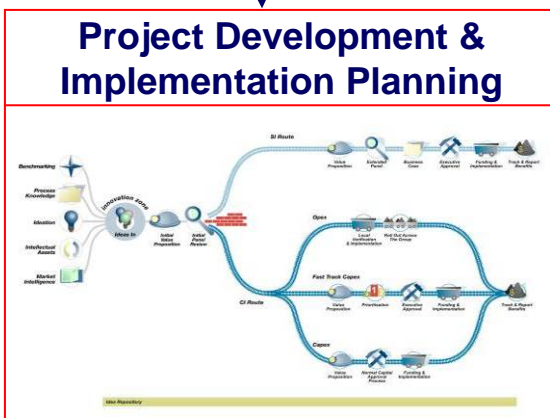 Project Development &
Implementation Planning
SI Route
Value
Proposition
Extended
Panel
Business
Case
Executive
Approval
Funding &
Implementation
Track & Report
Benefits
Benchmarking
Process
Knowledge
Ideation
Intellectual
Assets
Market
Intelligence
innovation zone
Ideas In
Initial
Value
Proposition
Initial
Panel
Review
Opex
Local
Verification
& Implementation
Roll Out Across
The Group
Fast Track Capex
CI Route
Value
Proposition
1
Prioritisation
Executive
Approval
Funding &
Implementation
Track & Report
Benefits
Capex
Value
Proposition
Normal Capital
Approval
Process
Funding &
Implementation
Idea Repository